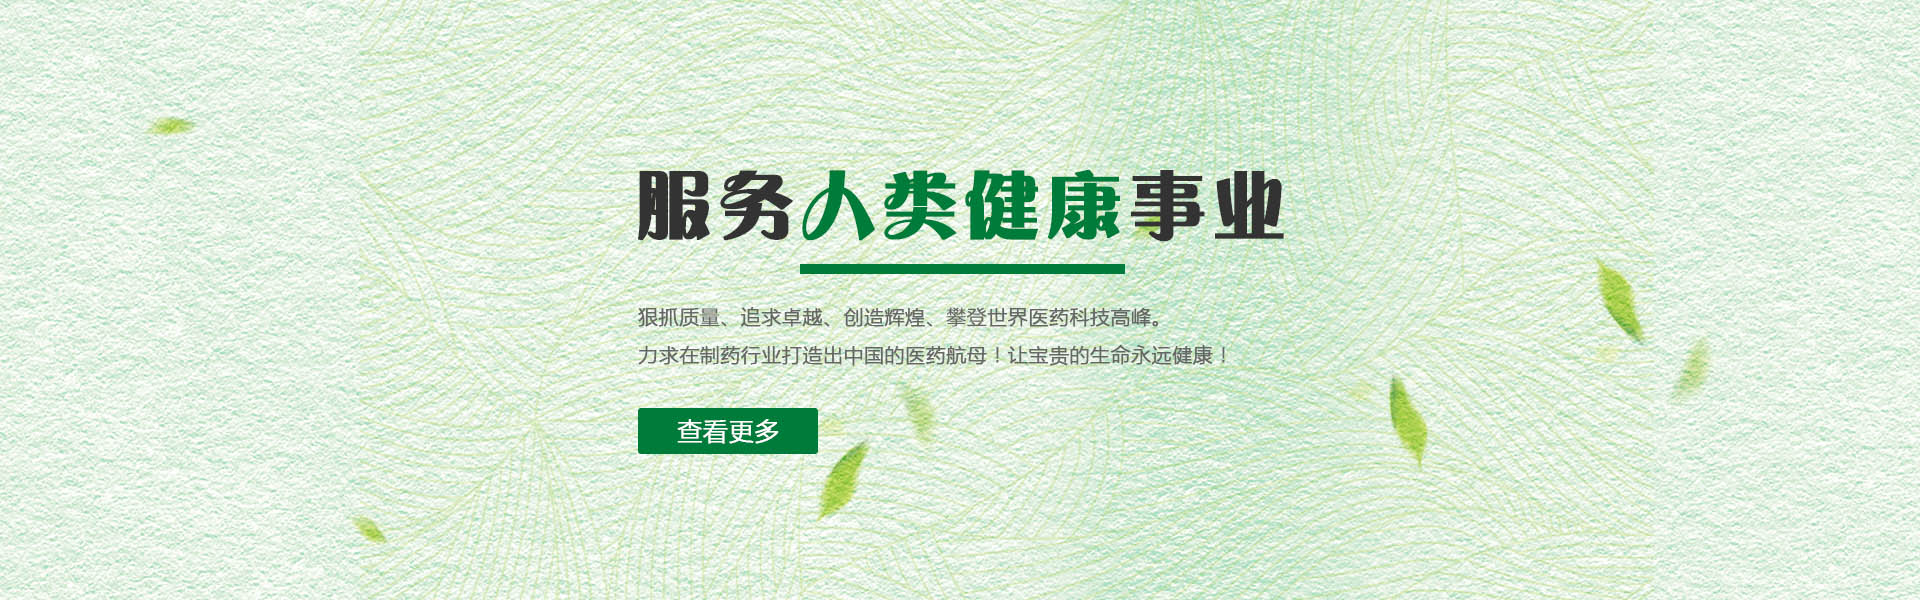 服务人类健康事业
狠抓质量、追求卓越、创造辉煌、攀登世界医药科技高峰。
力求在制药行业打造出中国的医药航母！让宝贵的生命永远健康！
查看更多